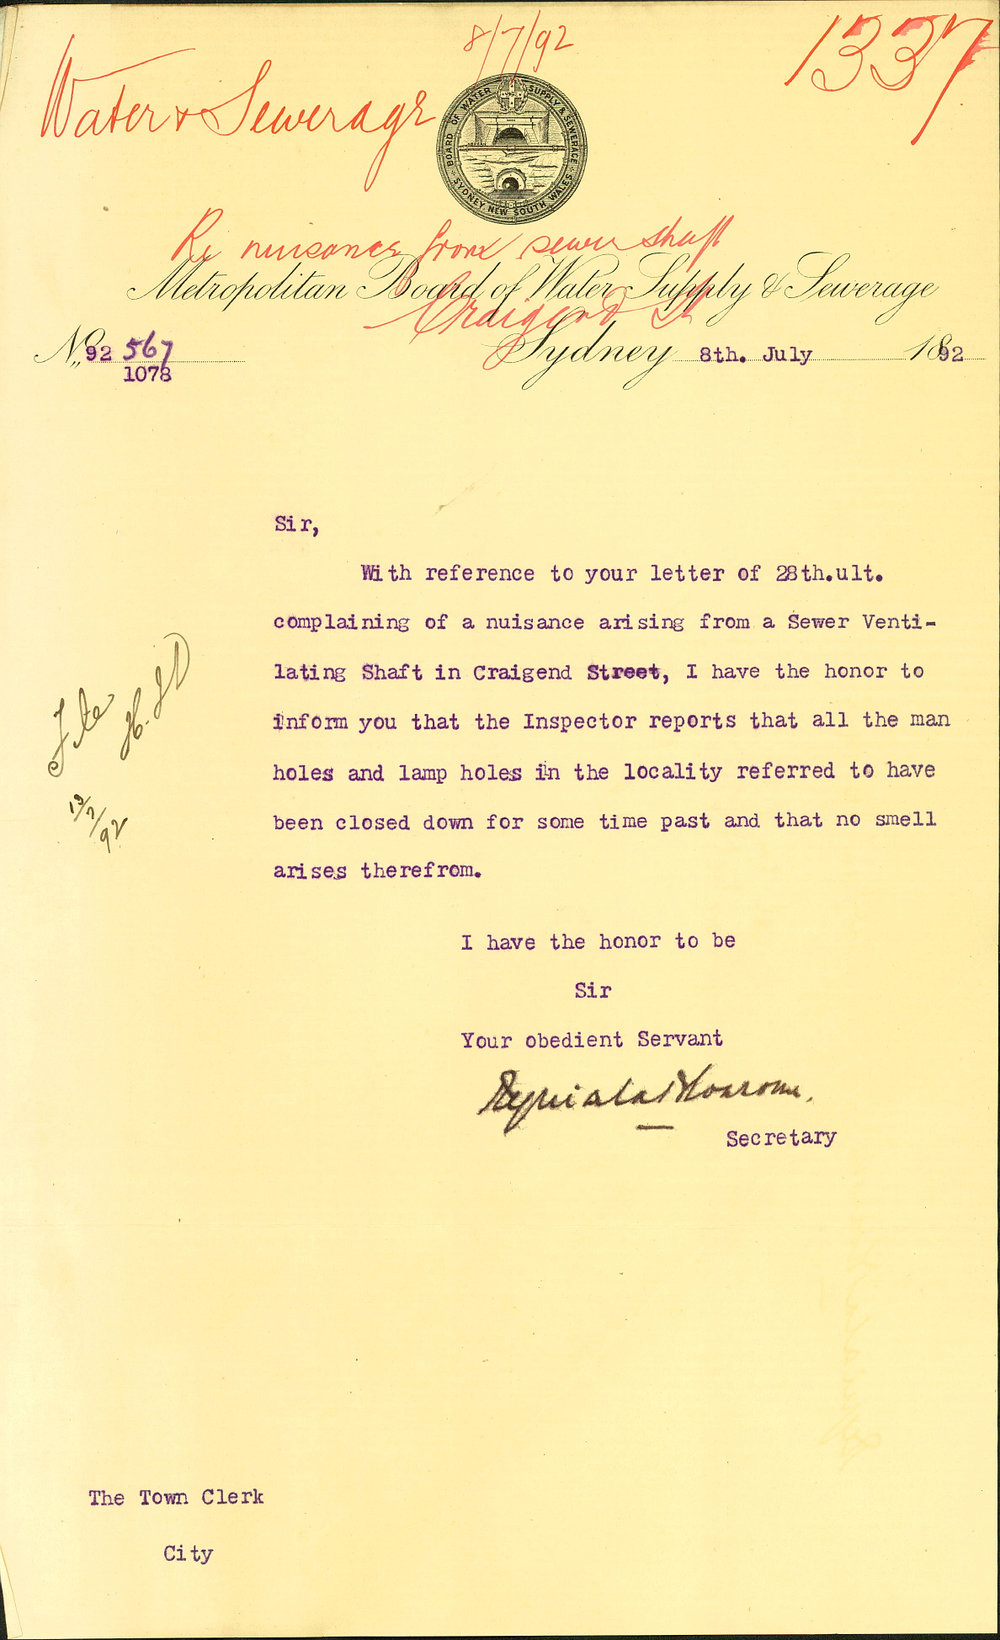 8/7/92
1337
Water & Sewerage
BOARD OF WATER SUPPLY & SEWERAGE
SYDNEY, NEW SOUTH WALES
Re nuisance from sewer shaft
Craigend St
Metropolitan Board of Water Supply & Sewerage
No 92 567
1078
Sydney 8th. July 1892
Sir,
With reference to your letter of 28th.ult.
complaining of a nuisance arising from a Sewer Venti-
lating Shaft in Craigend Street, I have the honor to
inform you that the Inspector reports that all the man
holes and lamp holes in the locality referred to have
been closed down for some time past and that no smell
arises therefrom.
File
13/7/92
I have the honor to be
Sir
Your obedient Servant
Secretary
The Town Clerk
City